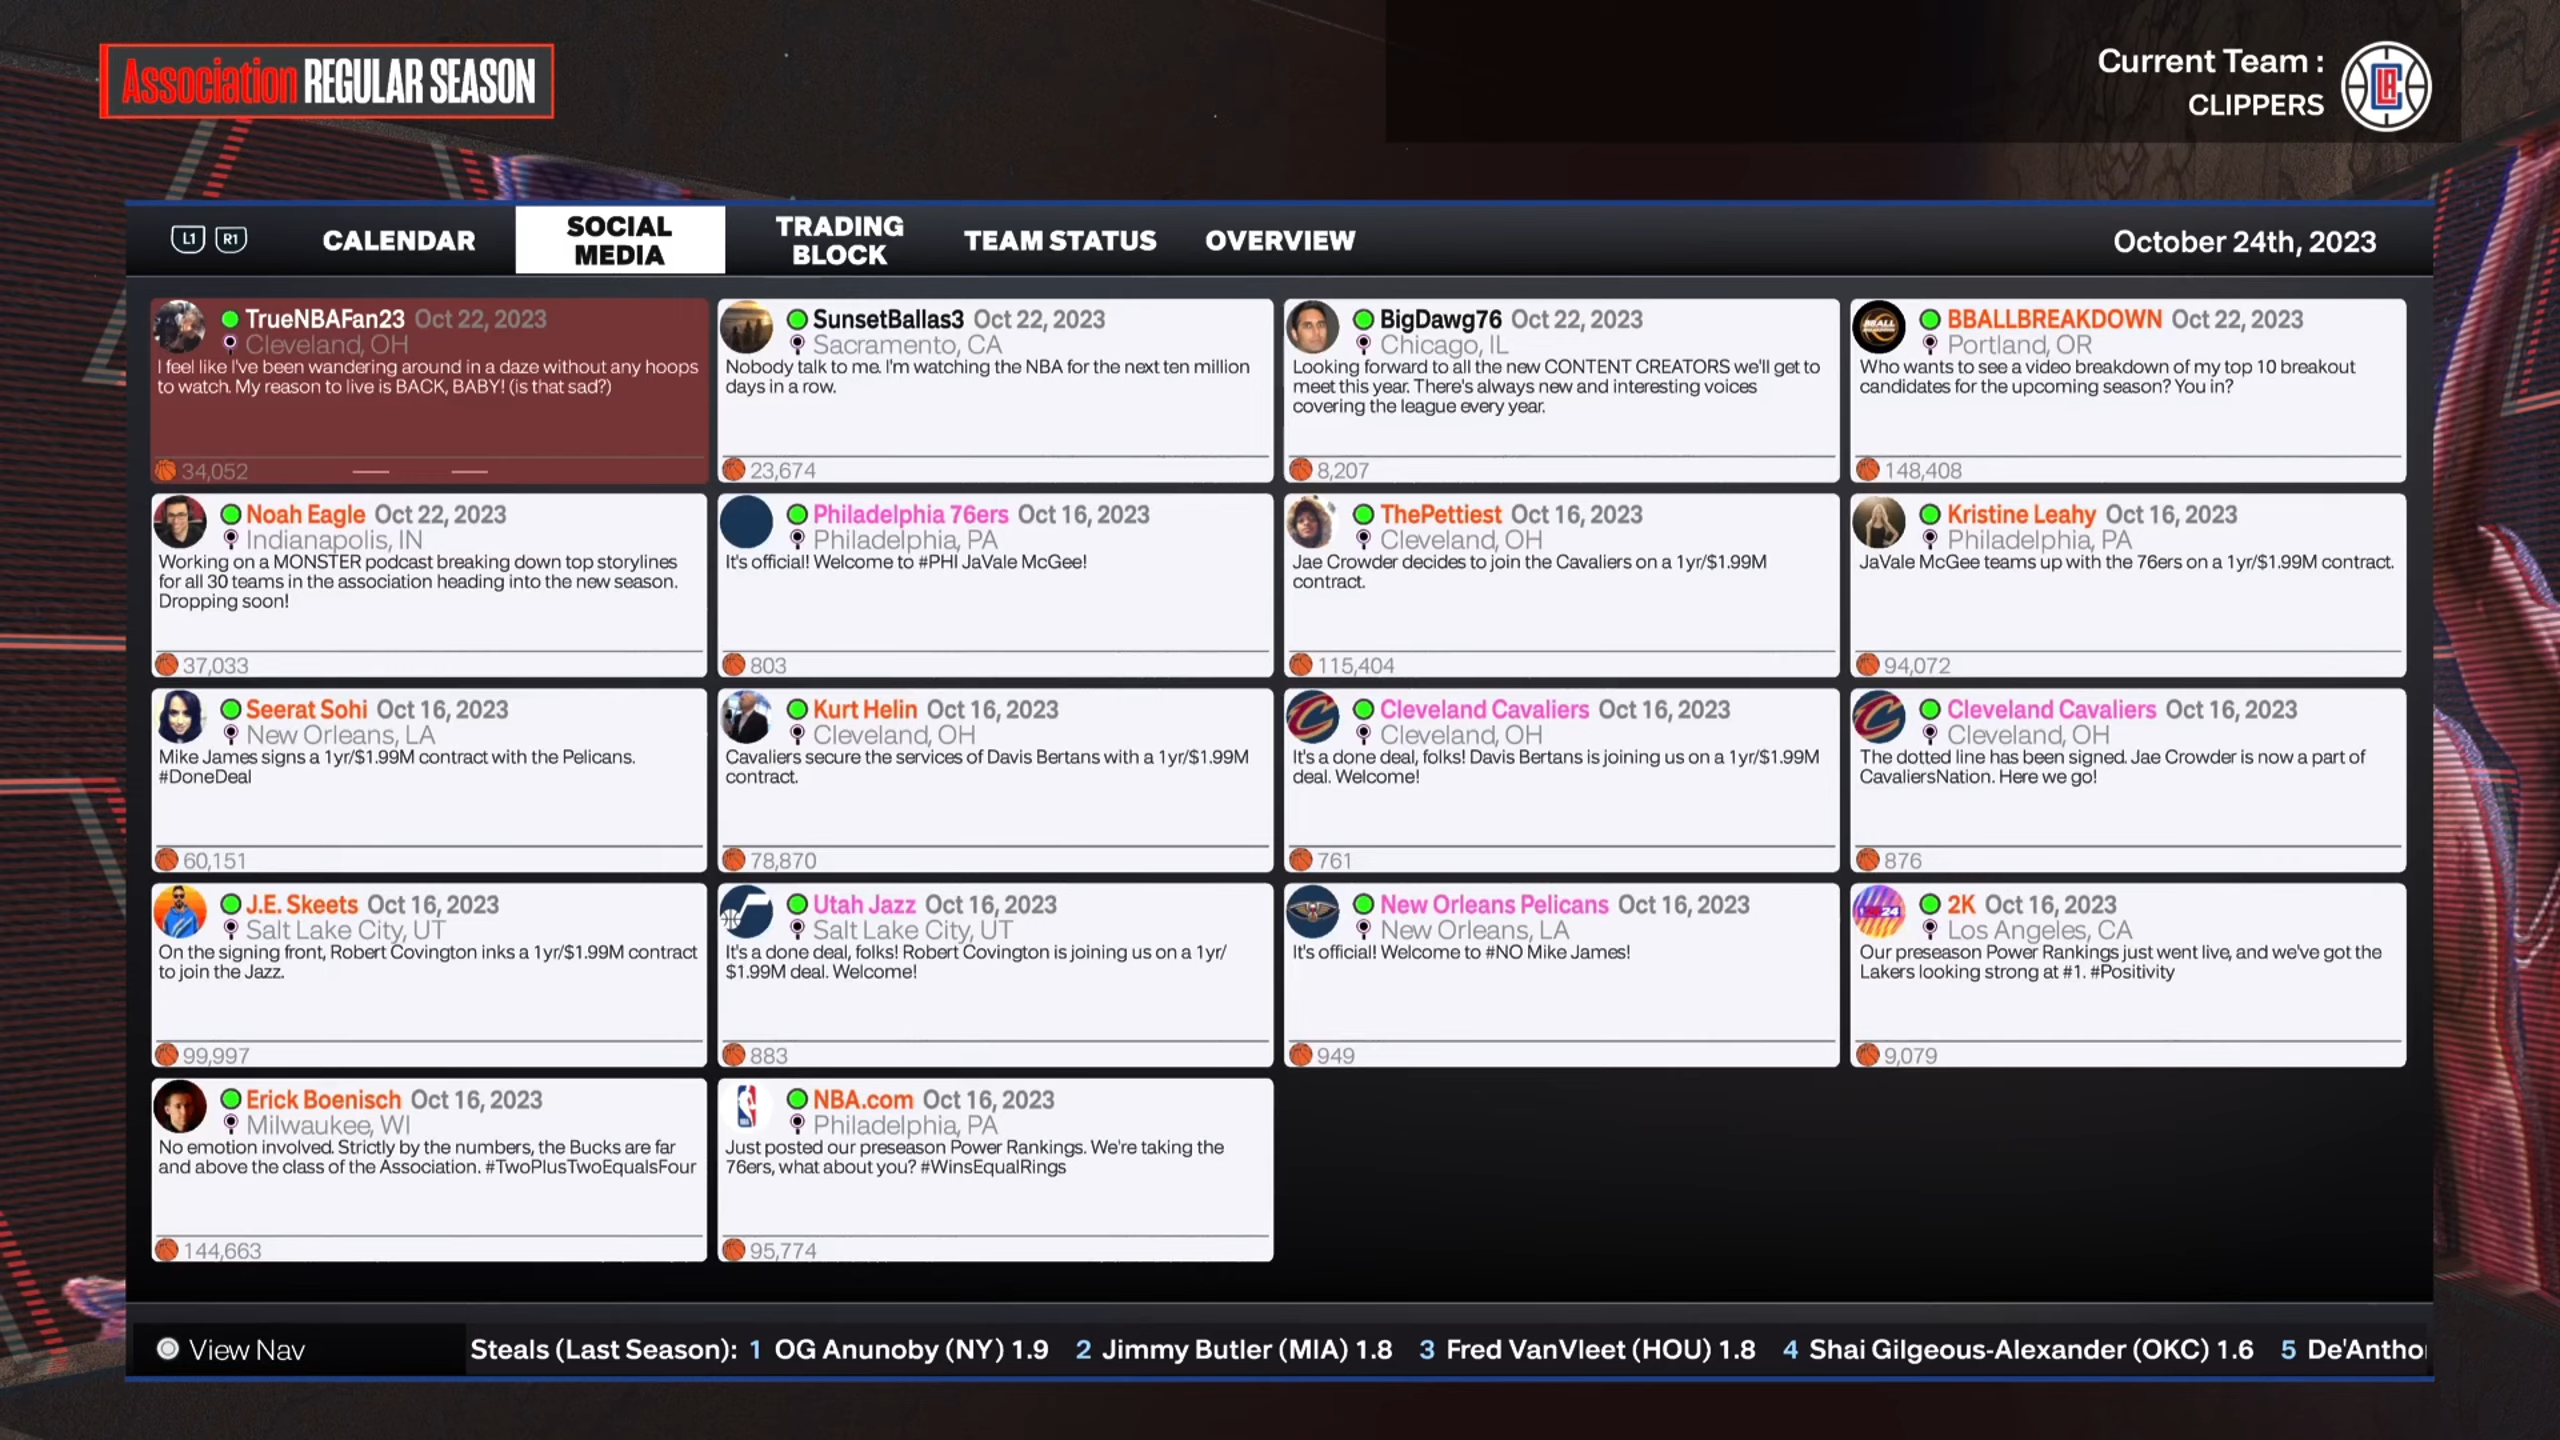 Association REGULAR SEASON
Current Team :
CLIPPERS
L1 R1 CALENDAR SOCIAL MEDIA TRADING BLOCK TEAM STATUS OVERVIEW October 24th, 2023
TrueNBAFan23 Oct 22, 2023
Cleveland, OH
I feel like I've been wandering around in a daze without any hoops
to watch. My reason to live is BACK, BABY! (is that sad?)
34,052
SunsetBallas3 Oct 22, 2023
Sacramento, CA
Nobody talk to me. I'm watching the NBA for the next ten million
days in a row.
23,674
BigDawg76 Oct 22, 2023
Chicago, IL
Looking forward to all the new CONTENT CREATORS we'll get to
meet this year. There's always new and interesting voices
covering the league every year.
8,207
BBALLBREAKDOWN Oct 22, 2023
Portland, OR
Who wants to see a video breakdown of my top 10 breakout
candidates for the upcoming season? You in?
148,408
Noah Eagle Oct 22, 2023
Indianapolis, IN
Working on a MONSTER podcast breaking down top storylines
for all 30 teams in the association heading into the new season.
Dropping soon!
37,033
Philadelphia 76ers Oct 16, 2023
Philadelphia, PA
It's official! Welcome to #PHI JaVale McGee!
803
ThePettiest Oct 16, 2023
Cleveland, OH
Jae Crowder decides to join the Cavaliers on a 1yr/$1.99M
contract.
115,404
Kristine Leahy Oct 16, 2023
Philadelphia, PA
JaVale McGee teams up with the 76ers on a 1yr/$1.99M contract.
94,072
Seerat Sohi Oct 16, 2023
New Orleans, LA
Mike James signs a 1yr/$1.99M contract with the Pelicans.
#DoneDeal
60,151
Kurt Helin Oct 16, 2023
Cleveland, OH
Cavaliers secure the services of Davis Bertans with a 1yr/$1.99M
contract.
78,870
Cleveland Cavaliers Oct 16, 2023
Cleveland, OH
It's a done deal, folks! Davis Bertans is joining us on a 1yr/$1.99M
deal. Welcome!
761
Cleveland Cavaliers Oct 16, 2023
Cleveland, OH
The dotted line has been signed. Jae Crowder is now a part of
CavaliersNation. Here we go!
876
J.E. Skeets Oct 16, 2023
Salt Lake City, UT
On the signing front, Robert Covington inks a 1yr/$1.99M contract
to join the Jazz.
99,997
Utah Jazz Oct 16, 2023
Salt Lake City, UT
It's a done deal, folks! Robert Covington is joining us on a 1yr/
$1.99M deal. Welcome!
883
New Orleans Pelicans Oct 16, 2023
New Orleans, LA
It's official! Welcome to #NO Mike James!
949
2K Oct 16, 2023
Los Angeles, CA
Our preseason Power Rankings just went live, and we've got the
Lakers looking strong at #1. #Positivity
9,079
Erick Boenisch Oct 16, 2023
Milwaukee, WI
No emotion involved. Strictly by the numbers, the Bucks are far
and above the class of the Association. #TwoPlusTwoEqualsFour
144,663
NBA.com Oct 16, 2023
Philadelphia, PA
Just posted our preseason Power Rankings. We're taking the
76ers, what about you? #WinsEqualRings
95,774
View Nav
Steals (Last Season): 1 OG Anunoby (NY) 1.9 2 Jimmy Butler (MIA) 1.8 3 Fred VanVleet (HOU) 1.8 4 Shai Gilgeous-Alexander (OKC) 1.6 5 De'Antho